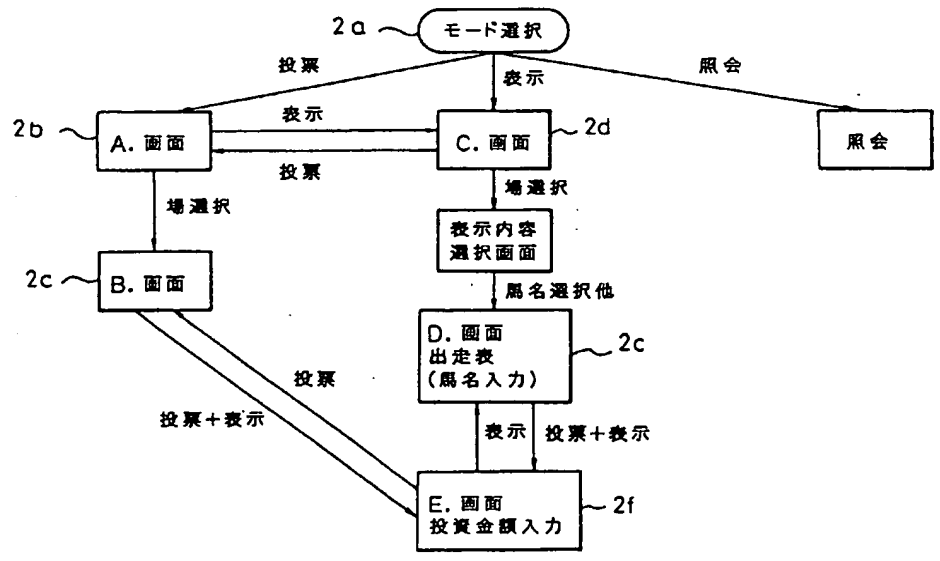 2a
モード選択
投票
表示
照会
2b
A. 画面
表示
投票
C. 画面
2d
照会
場選択
場選択
表示内容
選択画面
2c
B. 画面
馬名選択他
D. 画面
出走表
(馬名入力)
2c
投票
投票+表示
表示
投票+表示
E. 画面
投資金額入力
2f